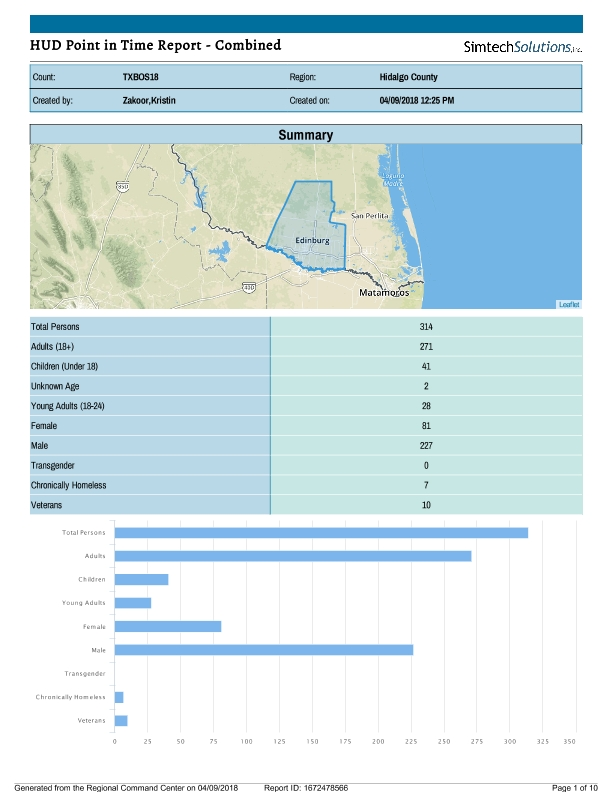 HUD Point in Time Report - Combined
SimtechSolutions, Inc.
Count: TXBOS18 Region: Hidalgo County
Created by: Zakoor,Kristin Created on: 04/09/2018 12:25 PM
Summary
Laguna
Madre
85D
San Perlita
Edinburg
40D
Matamoros
Leaflet
Total Persons 314
Adults (18+) 271
Children (Under 18) 41
Unknown Age 2
Young Adults (18-24) 28
Female 81
Male 227
Transgender 0
Chronically Homeless 7
Veterans 10
Total Persons
Adults
Children
Young Adults
Female
Male
Transgender
Chronically Homeless
Veterans
0 25 50 75 100 125 150 175 200 225 250 275 300 325 350
Generated from the Regional Command Center on 04/09/2018 Report ID: 1672478566 Page 1 of 10